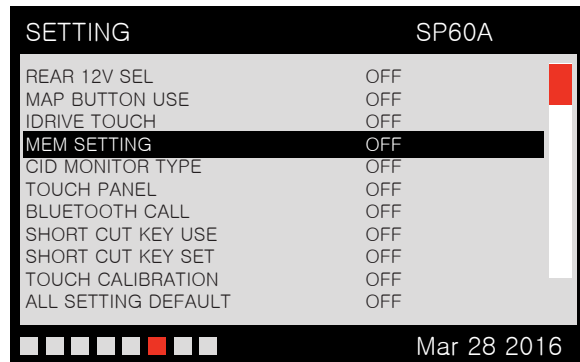 SETTING SP60A
REAR 12V SEL OFF
MAP BUTTON USE OFF
IDRIVE TOUCH OFF
MEM SETTING OFF
CID MONITOR TYPE OFF
TOUCH PANEL OFF
BLUETOOTH CALL OFF
SHORT CUT KEY USE OFF
SHORT CUT KEY SET OFF
TOUCH CALIBRATION OFF
ALL SETTING DEFAULT OFF
Mar 28 2016